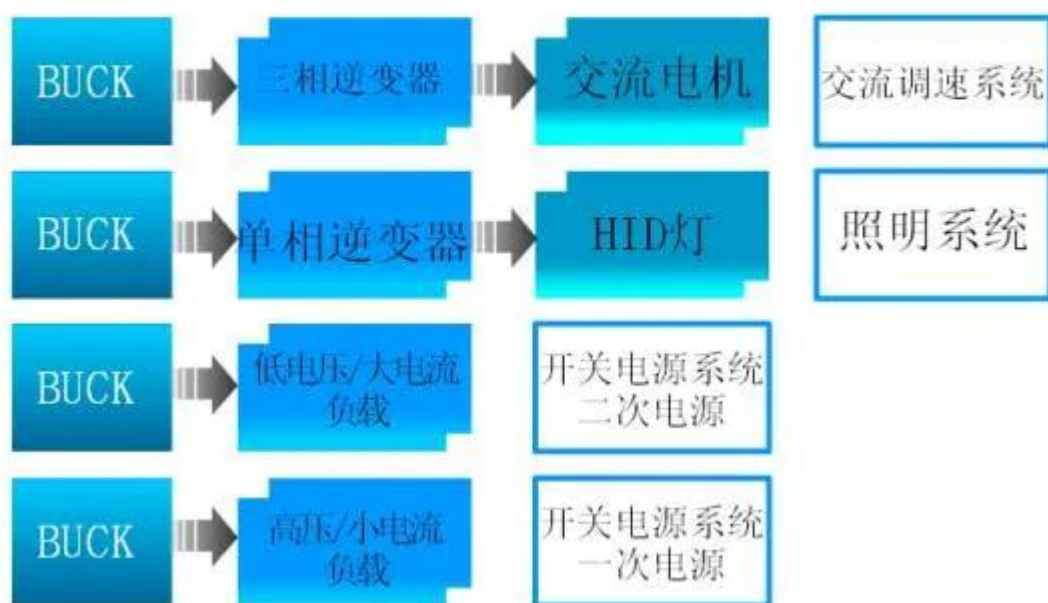 BUCK
三相逆变器
交流电机
交流调速系统
BUCK
单相逆变器
HID灯
照明系统
BUCK
低电压/大电流
负载
开关电源系统
二次电源
BUCK
高压/小电流
负载
开关电源系统
一次电源